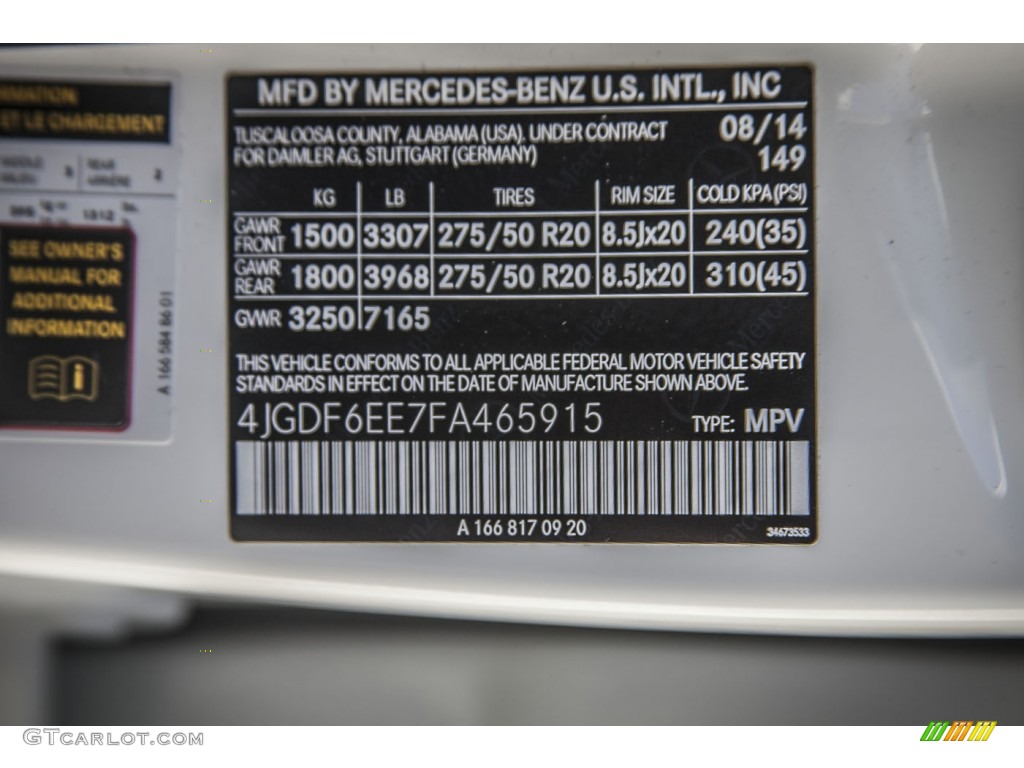 MFD BY MERCEDES-BENZ U.S. INTL., INC
TUSCALOOSA COUNTY, ALABAMA (USA). UNDER CONTRACT 08/14
FOR DAIMLER AG, STUTTGART (GERMANY) 149
KG LB TIRES RIM SIZE COLD KPA (PSI)
GAWR FRONT 1500 3307 275/50 R20 8.5Jx20 240(35)
GAWR REAR 1800 3968 275/50 R20 8.5Jx20 310(45)
GVWR 3250 7165
THIS VEHICLE CONFORMS TO ALL APPLICABLE FEDERAL MOTOR VEHICLE SAFETY
STANDARDS IN EFFECT ON THE DATE OF MANUFACTURE SHOWN ABOVE.
4JGDF6EE7FA465915 TYPE: MPV
A 166 817 09 20
34673533
ET LE CHARGEMENT
SEE OWNER'S
MANUAL FOR
ADDITIONAL
INFORMATION
A 166 584 86 01
GTcarlot.com